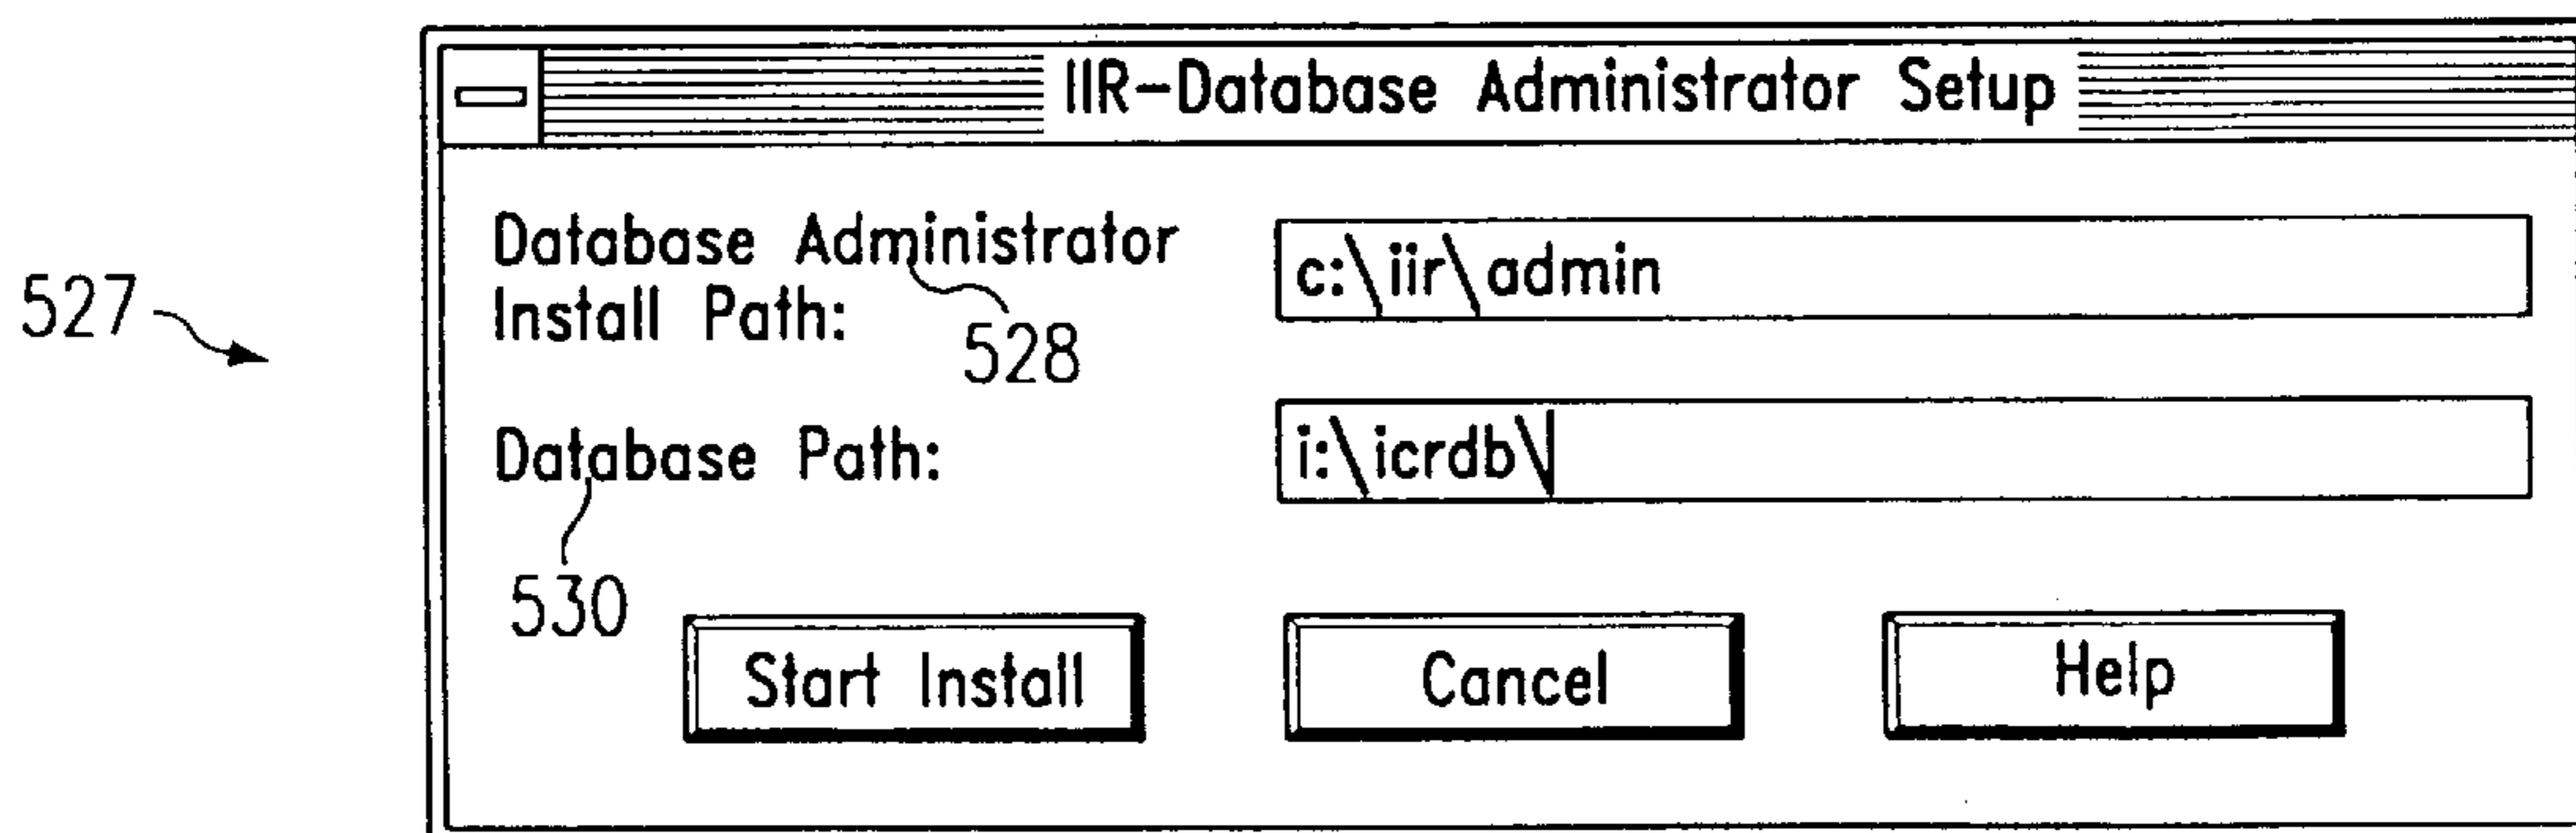 IIR-Database Administrator Setup
527
Database Administrator
Install Path:
528
c:\iir\admin
Database Path:
530
i:\icrdb\
Start Install
Cancel
Help